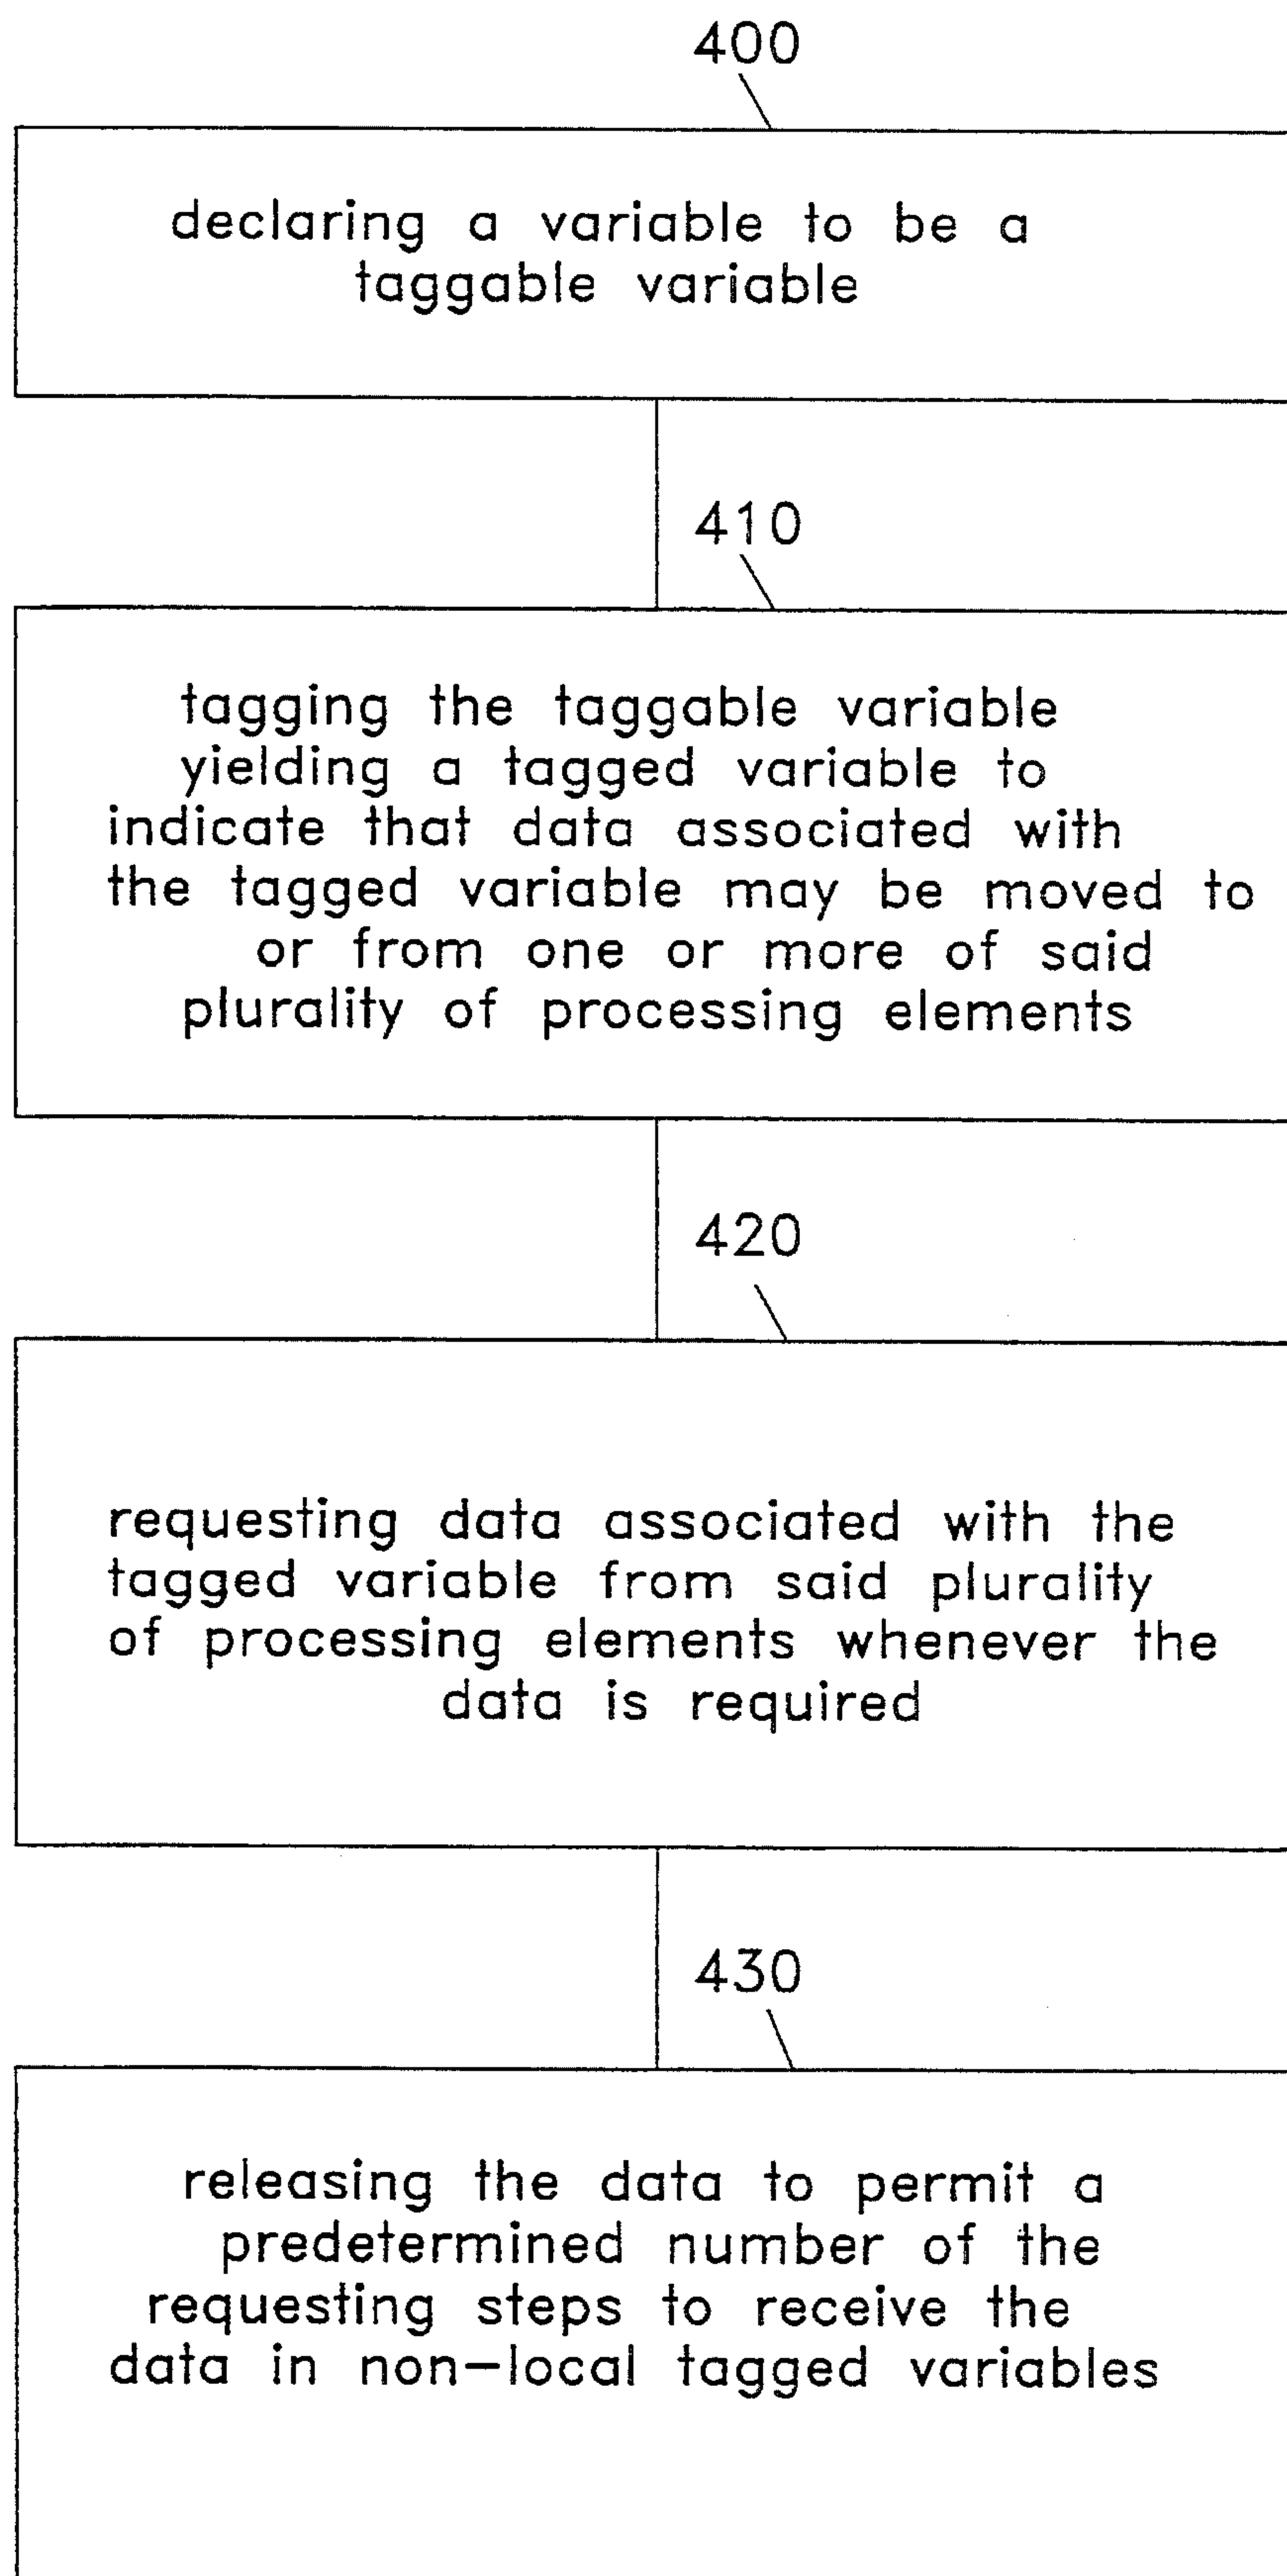 400
declaring a variable to be a
taggable variable
410
tagging the taggable variable
yielding a tagged variable to
indicate that data associated with
the tagged variable may be moved to
or from one or more of said
plurality of processing elements
420
requesting data associated with the
tagged variable from said plurality
of processing elements whenever the
data is required
430
releasing the data to permit a
predetermined number of the
requesting steps to receive the
data in non-local tagged variables